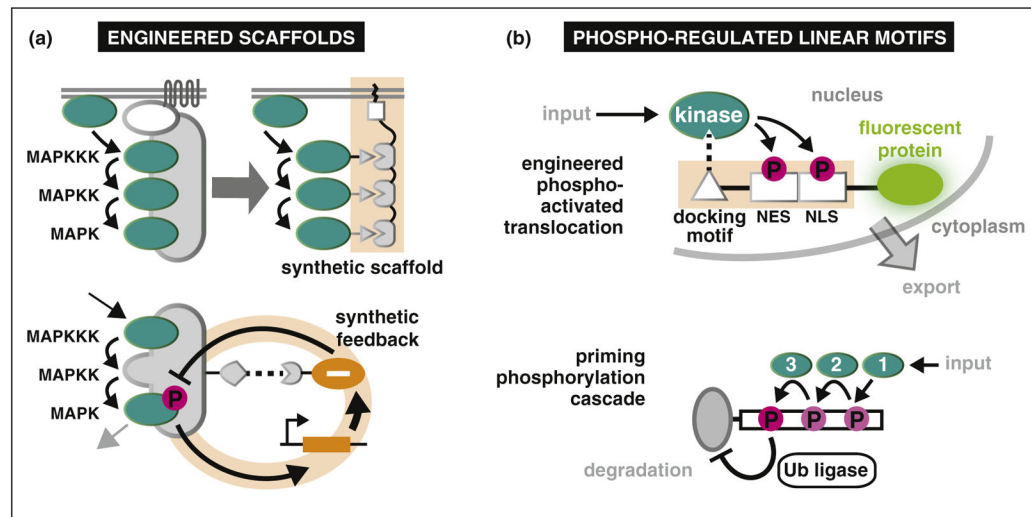 (a) ENGINEERED SCAFFOLDS
MAPKKK
MAPKK
MAPK
synthetic scaffold
MAPKKK
MAPKK
MAPK
P
synthetic
feedback
(b) PHOSPHO-REGULATED LINEAR MOTIFS
input
kinase
nucleus
fluorescent
protein
engineered
phospho-
activated
translocation
P P
docking
motif
NES NLS
cytoplasm
export
priming
phosphorylation
cascade
3 2 1
input
P P P
degradation
Ub ligase